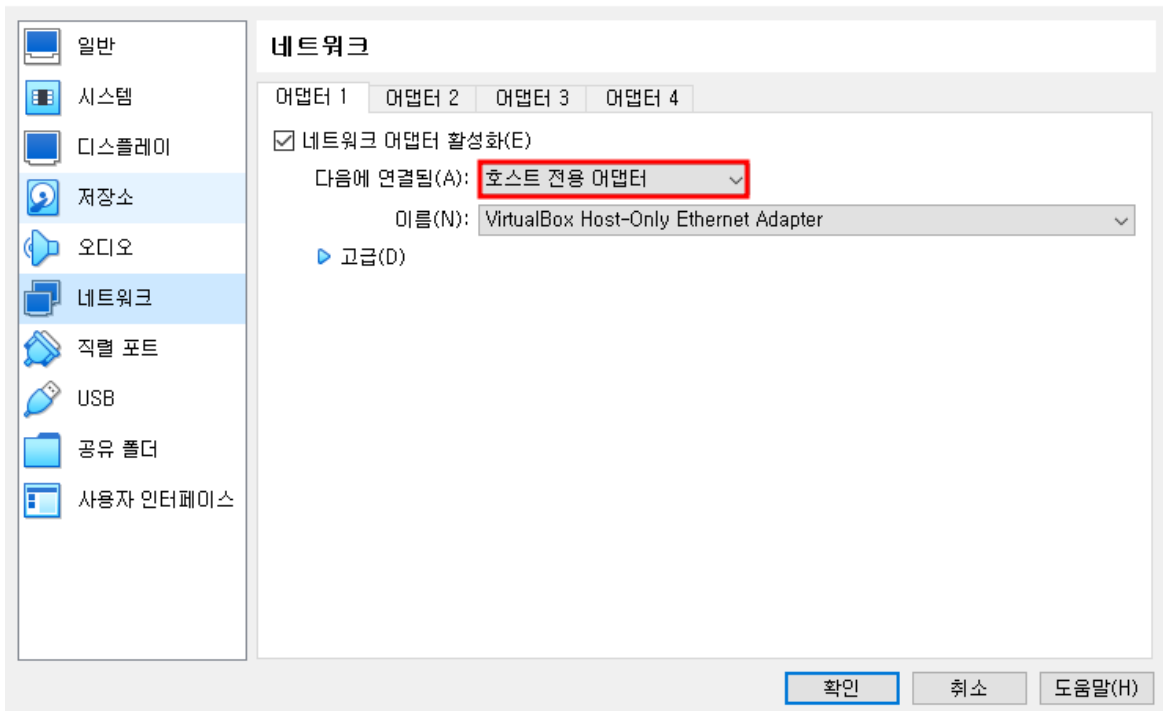 일반
시스템
디스플레이
저장소
오디오
네트워크
직렬 포트
USB
공유 폴더
사용자 인터페이스
네트워크
어댑터 1 어댑터 2 어댑터 3 어댑터 4
네트워크 어댑터 활성화(E)
다음에 연결됨(A): 호스트 전용 어댑터
이름(N): VirtualBox Host-Only Ethernet Adapter
고급(D)
확인 취소 도움말(H)